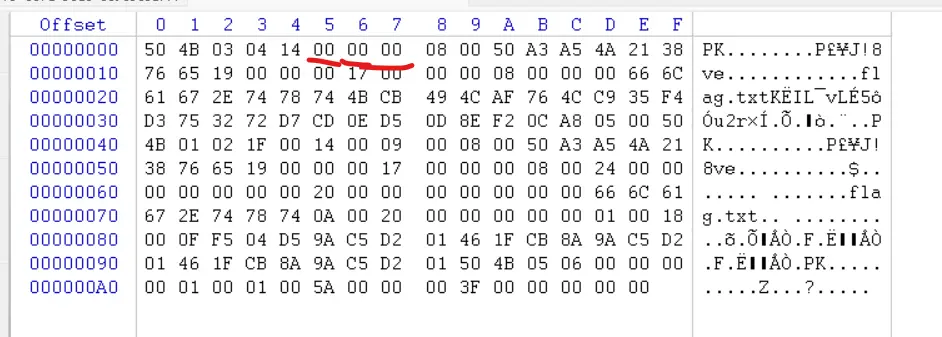 Offset 0 1 2 3 4 5 6 7 8 9 A B C D E F
00000000 50 4B 03 04 14 00 00 00 08 00 50 A3 A5 4A 21 38 PK........P£¥J!8
00000010 76 65 19 00 00 00 17 00 00 00 08 00 00 00 66 6C ve............fl
00000020 61 67 2E 74 78 74 4B CB 49 4C AF 76 4C C9 35 F4 ag.txtKËIL¯vLÉ5ô
00000030 D3 75 32 72 D7 CD 0E D5 0D 8E F2 0C A8 05 00 50 Óu2r×Í.Õ.▮ò.¨..P
00000040 4B 01 02 1F 00 14 00 09 00 08 00 50 A3 A5 4A 21 K..........P£¥J!
00000050 38 76 65 19 00 00 00 17 00 00 00 08 00 24 00 00 8ve..........$..
00000060 00 00 00 00 00 20 00 00 00 00 00 00 00 66 6C 61 ..... .......fla
00000070 67 2E 74 78 74 0A 00 20 00 00 00 00 00 01 00 18 g.txt.. ........
00000080 00 0F F5 04 D5 9A C5 D2 01 46 1F CB 8A 9A C5 D2 ..õ.Õ▮ÅÒ.F.Ë▮▮ÅÒ
00000090 01 46 1F CB 8A 9A C5 D2 01 50 4B 05 06 00 00 00 .F.Ë▮▮ÅÒ.PK.....
000000A0 00 01 00 01 00 5A 00 00 00 3F 00 00 00 00 00 .....Z...?.....